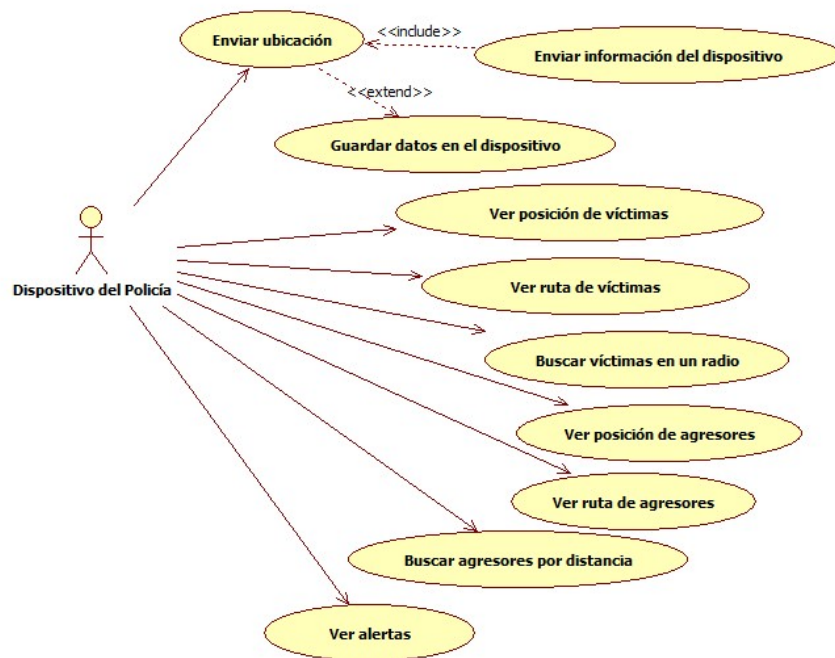 Enviar ubicación
<<include>>
Enviar información del dispositivo
<<extend>>
Guardar datos en el dispositivo
Ver posición de víctimas
Dispositivo del Policía
Ver ruta de víctimas
Buscar víctimas en un radio
Ver posición de agresores
Ver ruta de agresores
Buscar agresores por distancia
Ver alertas